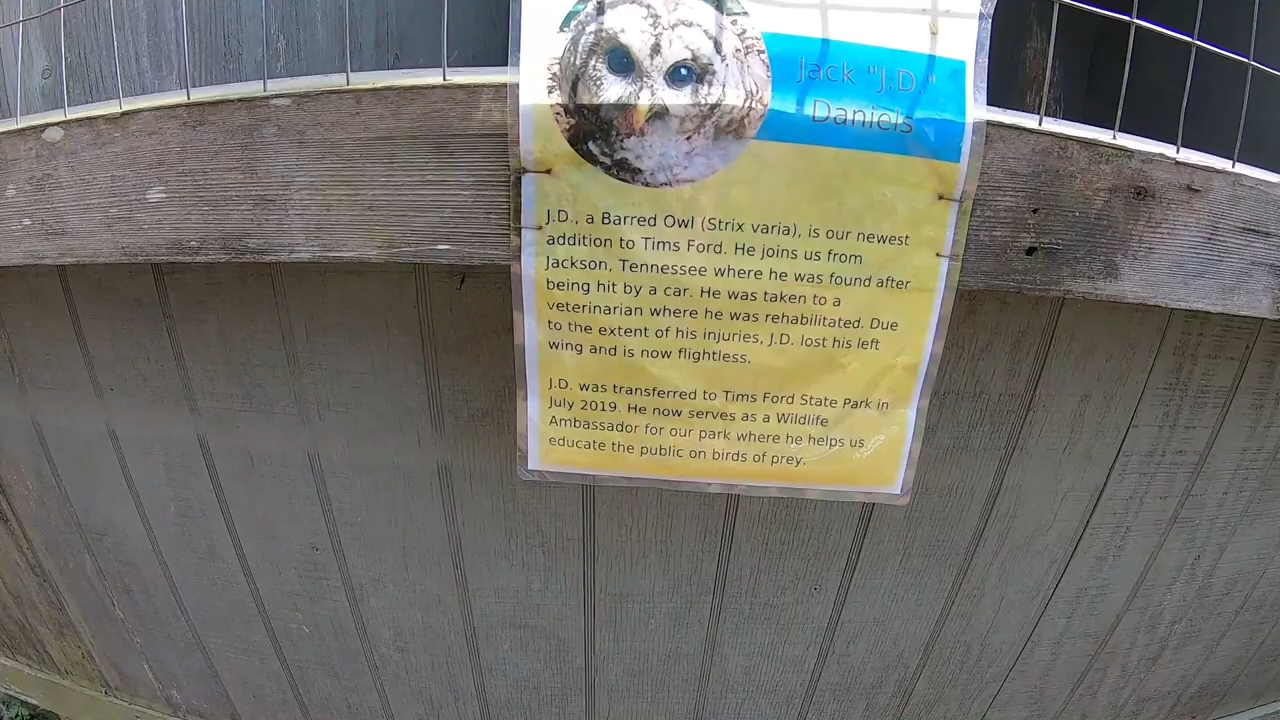 Jack "J.D."
Daniels
J.D., a Barred Owl (Strix varia), is our newest
addition to Tims Ford. He joins us from
Jackson, Tennessee where he was found after
being hit by a car. He was taken to a
veterinarian where he was rehabilitated. Due
to the extent of his injuries, J.D. lost his left
wing and is now flightless.
J.D. was transferred to Tims Ford State Park in
July 2019. He now serves as a Wildlife
Ambassador for our park where he helps us
educate the public on birds of prey.